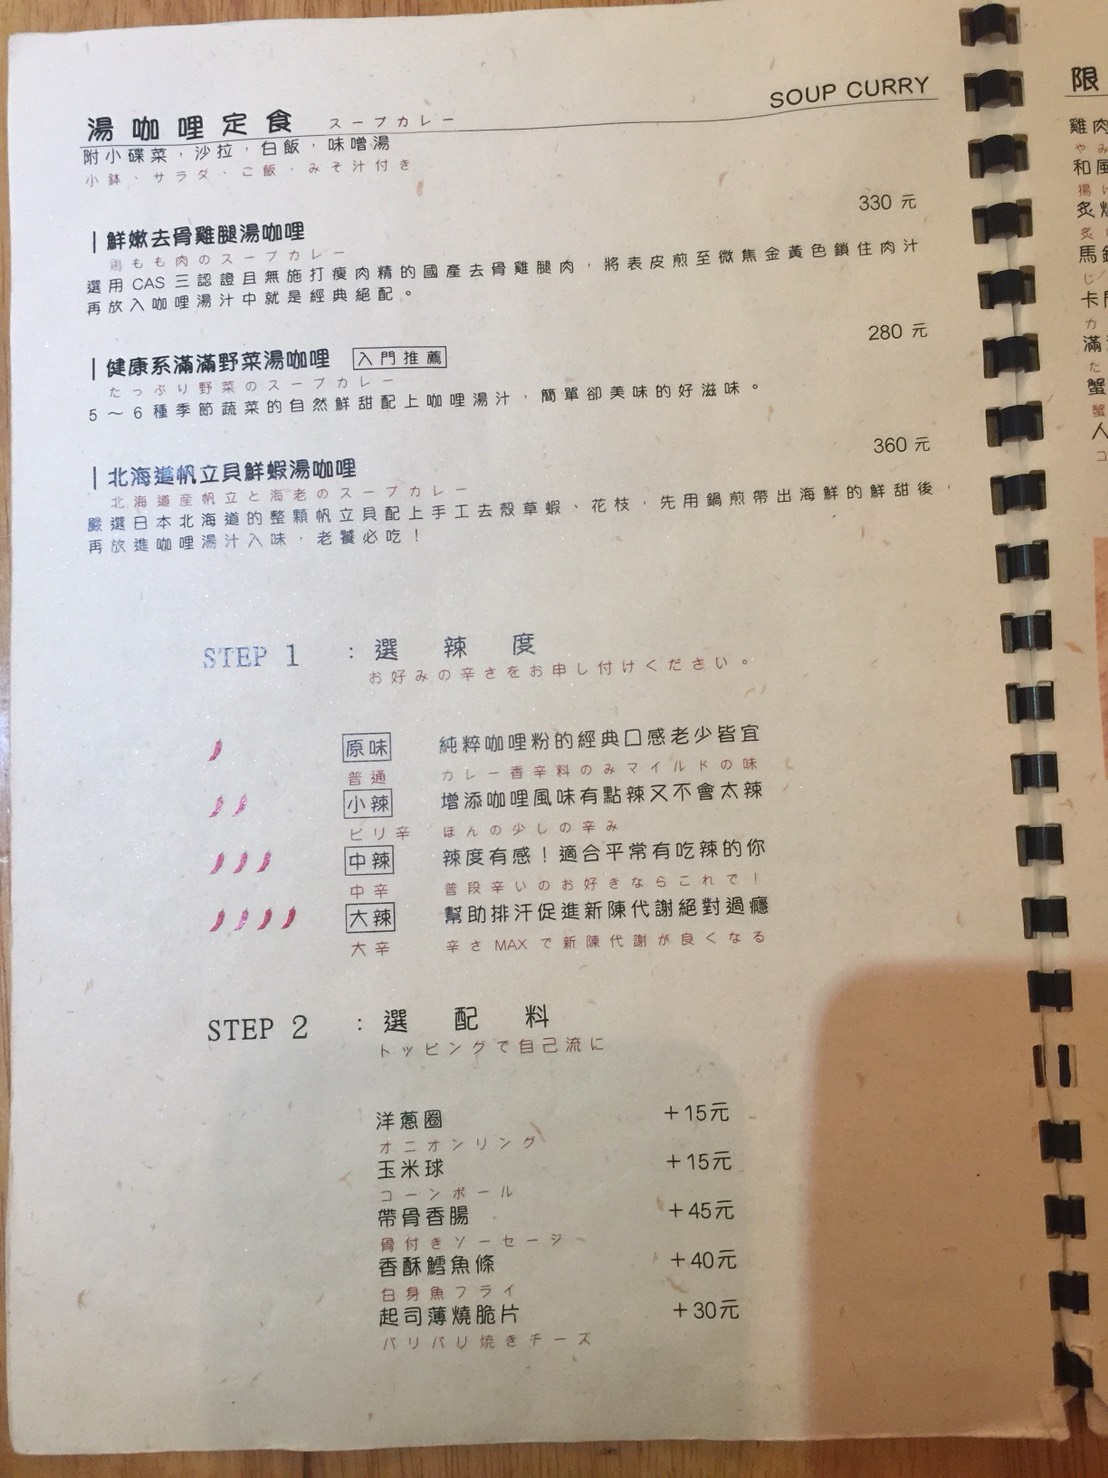 湯咖哩定食 スープカレー SOUP CURRY
附小碟菜，沙拉，白飯，味噌湯
小鉢、サラダ、ご飯、みそ汁付き
330 元
|鮮嫩去骨雞腿湯咖哩
鶏もも肉のスープカレー
選用 CAS 三認證且無施打瘦肉精的國產去骨雞腿肉，將表皮煎至微焦金黃色鎖住肉汁
再放入咖哩湯汁中就是經典絕配。
280 元
|健康系滿滿野菜湯咖哩 入門推薦
たっぷり野菜のスープカレー
5～6種季節蔬菜的自然鮮甜配上咖哩湯汁，簡單卻美味的好滋味。
360 元
|北海道帆立貝鮮蝦湯咖哩
北海道産帆立と海老のスープカレー
嚴選日本北海道的整顆帆立貝配上手工去殼草蝦、花枝，先用鍋煎帶出海鮮的鮮甜後，
再放進咖哩湯汁入味，老饕必吃！
STEP 1 ：選辣度
お好みの辛さをお申し付けください。
原味 純粹咖哩粉的經典口感老少皆宜
普通 カレー香辛料のみマイルドの味
小辣 增添咖哩風味有點辣又不會太辣
ピリ辛 ほんの少しの辛み
中辣 辣度有感！適合平常有吃辣的你
中辛 普段辛いのお好きならこれで！
大辣 幫助排汗促進新陳代謝絕對過癮
大辛 辛さ MAX で新陳代謝が良くなる
STEP 2 ：選配料
トッピングで自己流に
洋蔥圈 +15元
オニオンリング
玉米球 +15元
コーンボール
帶骨香腸 +45元
骨付きソーセージ
香酥鱈魚條 +40元
白身魚フライ
起司薄燒脆片 +30元
パリパリ焼きチーズ
限
雞肉
やみ
和風
揚げ
炙燒
炙
馬鈴
じ
卡
カ
滿
た
蟹
蟹
人
コ